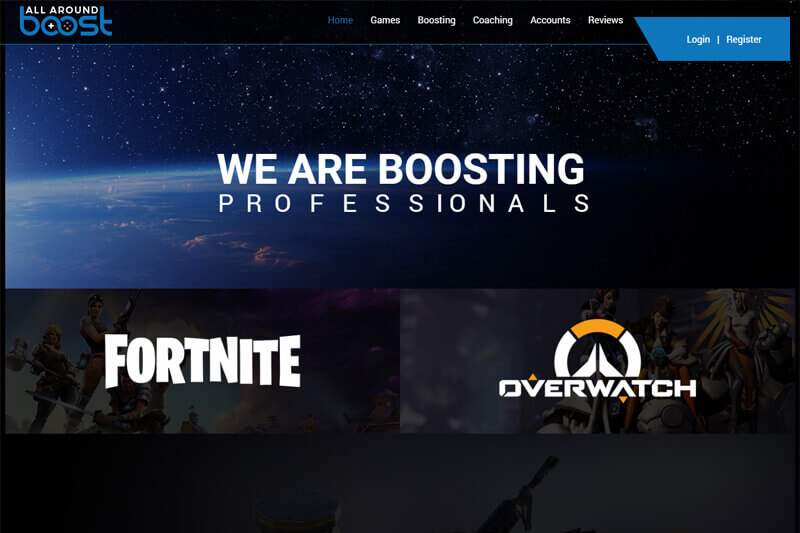 ALL AROUND
boost
Home Games Boosting Coaching Accounts Reviews
Login | Register
WE ARE BOOSTING
PROFESSIONALS
FORTNITE
OVERWATCH